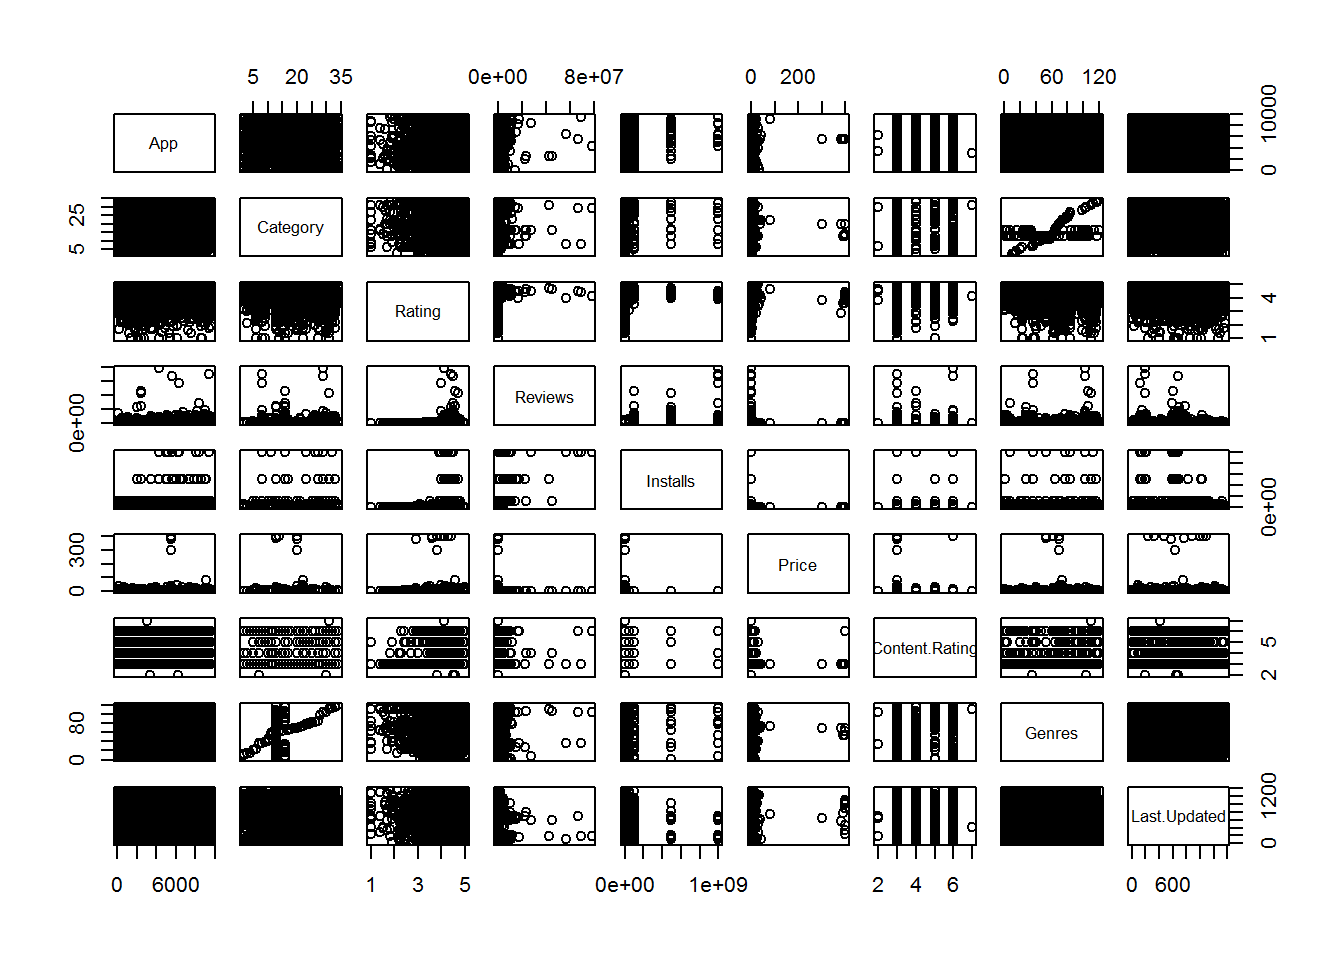 5 20 35 0e+00 8e+07 0 200 0 60 120
App 0 10000
5 25 Category
Rating 1 4
0e+00 Reviews
Installs 0e+00
0 300 Price
Content.Rating 2 5
0 80 Genres
Last.Updated 0 1200
0 6000 1 3 5 0e+00 1e+09 2 4 6 0 600